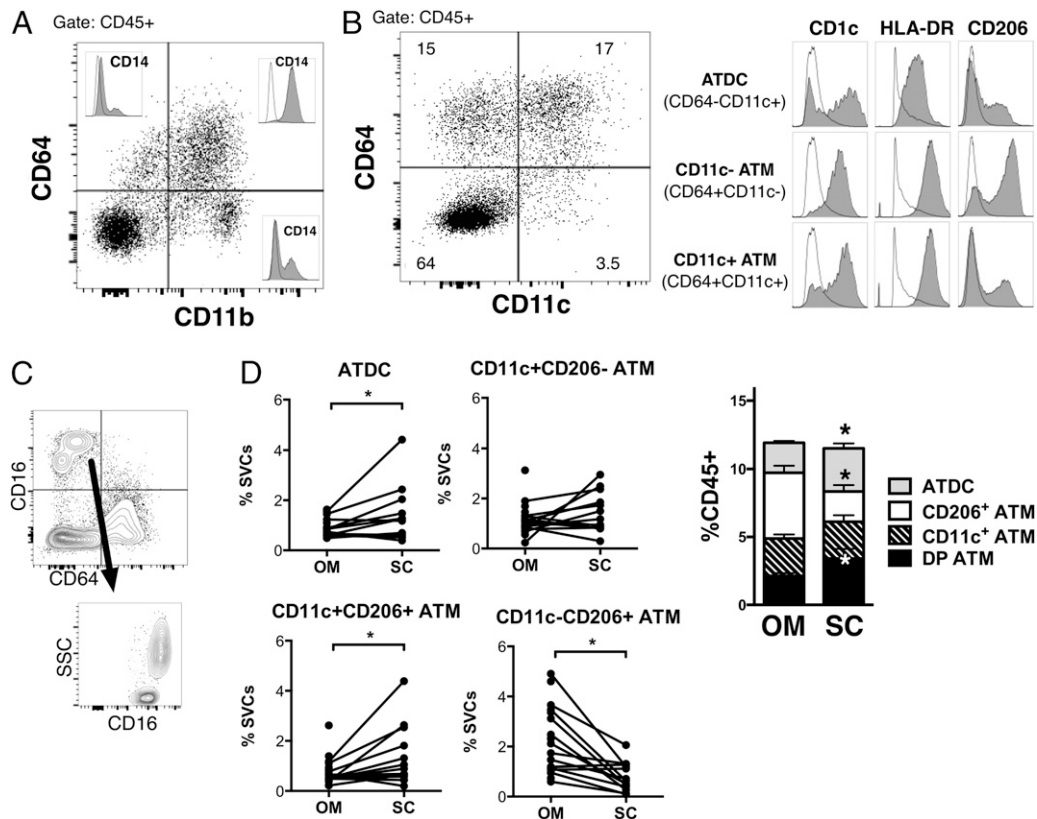 A
Gate: CD45+
CD64
CD11b
CD14
CD14
CD14
B
Gate: CD45+
15
17
64
3.5
CD64
CD11c
CD1c
HLA-DR
CD206
ATDC
(CD64-CD11c+)
CD11c- ATM
(CD64+CD11c-)
CD11c+ ATM
(CD64+CD11c+)
C
CD16
CD64
SSC
CD16
D
ATDC
*
% SVCs
6
4
2
0
OM
SC
CD11c+CD206- ATM
% SVCs
6
4
2
0
OM
SC
CD11c+CD206+ ATM
*
% SVCs
6
4
2
0
OM
SC
CD11c-CD206+ ATM
*
% SVCs
6
4
2
0
OM
SC
%CD45+
15
10
5
0
*
*
*
OM
SC
ATDC
CD206⁺ ATM
CD11c⁺ ATM
DP ATM